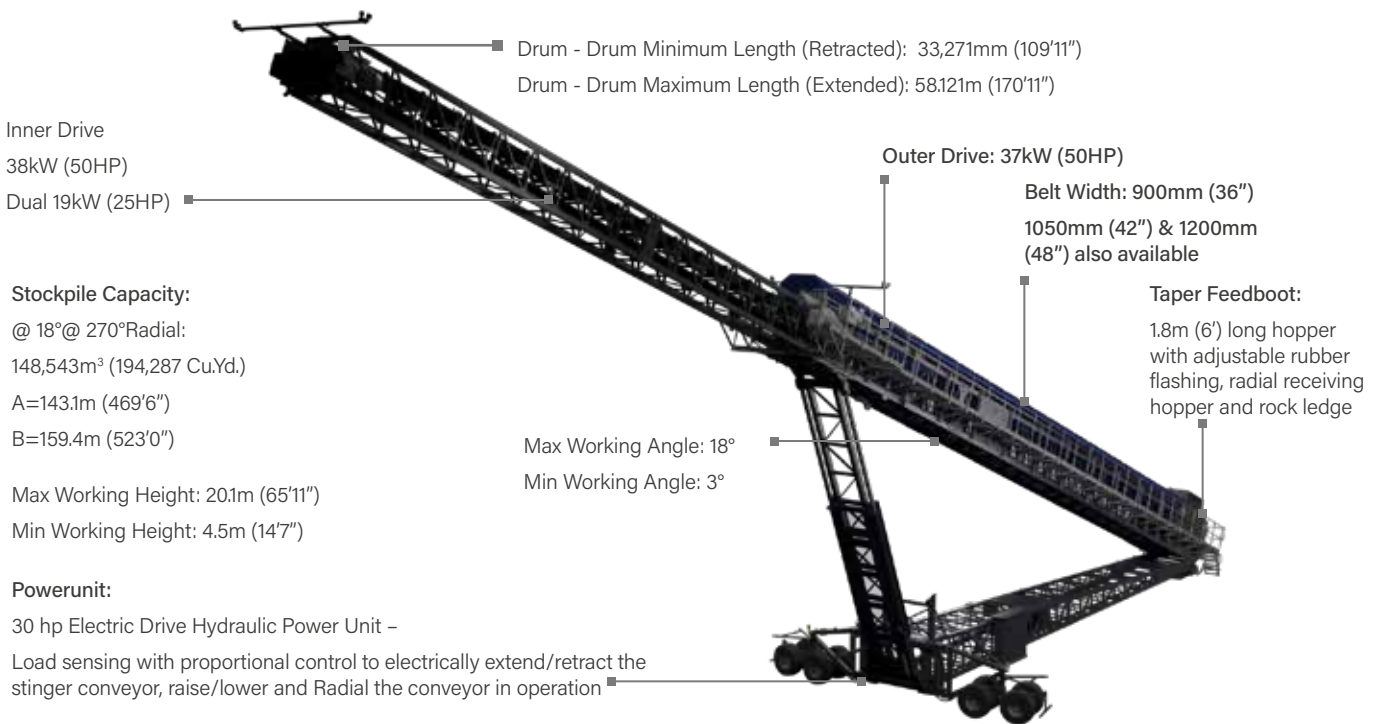 Drum - Drum Minimum Length (Retracted): 33,271mm (109'11")
Drum - Drum Maximum Length (Extended): 58.121m (170'11")
Inner Drive
38kW (50HP)
Dual 19kW (25HP)
Outer Drive: 37kW (50HP)
Belt Width: 900mm (36")
1050mm (42") & 1200mm
(48") also available
Taper Feedboot:
1.8m (6') long hopper
with adjustable rubber
flashing, radial receiving
hopper and rock ledge
Stockpile Capacity:
@ 18°@ 270°Radial:
148,543m³ (194,287 Cu.Yd.)
A=143.1m (469'6")
B=159.4m (523'0")
Max Working Height: 20.1m (65'11")
Min Working Height: 4.5m (14'7")
Max Working Angle: 18°
Min Working Angle: 3°
Powerunit:
30 hp Electric Drive Hydraulic Power Unit –
Load sensing with proportional control to electrically extend/retract the
stinger conveyor, raise/lower and Radial the conveyor in operation